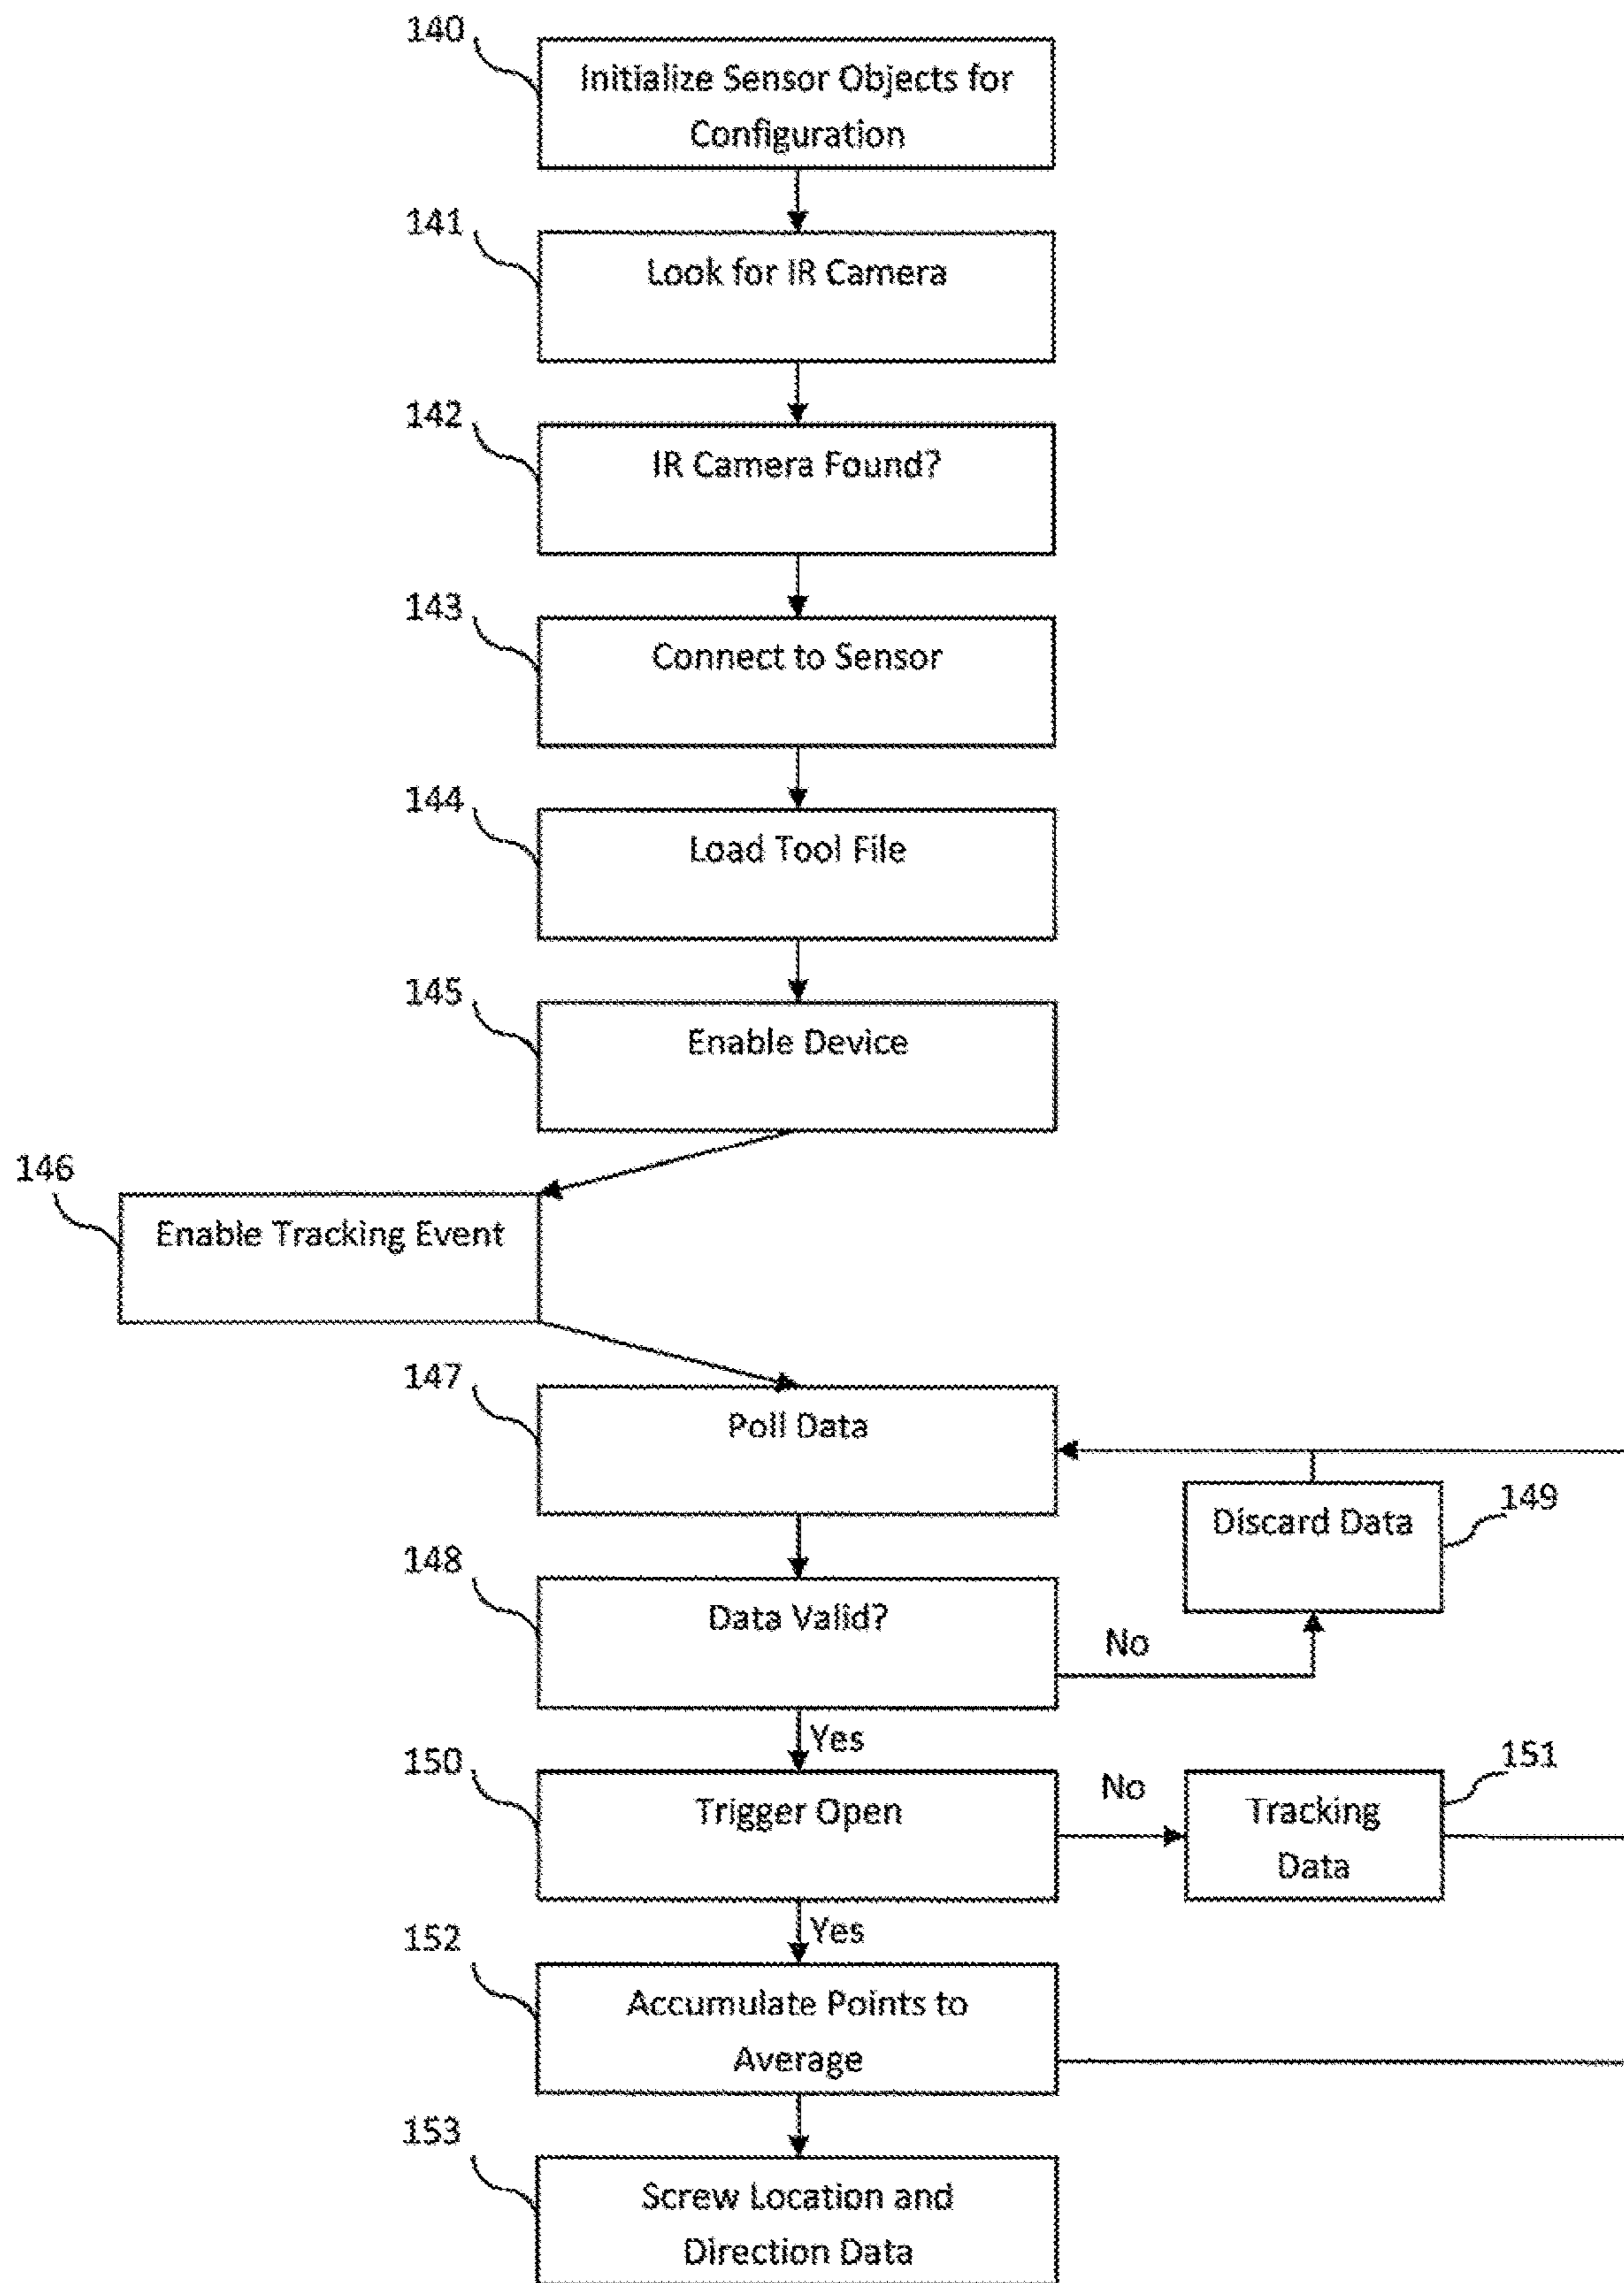 140
Initialize Sensor Objects for
Configuration
141
Look for IR Camera
142
IR Camera Found?
143
Connect to Sensor
144
Load Tool File
145
Enable Device
146
Enable Tracking Event
147
Poll Data
149
Discard Data
148
Data Valid?
No
Yes
150
Trigger Open
No
151
Tracking
Data
Yes
152
Accumulate Points to
Average
153
Screw Location and
Direction Data